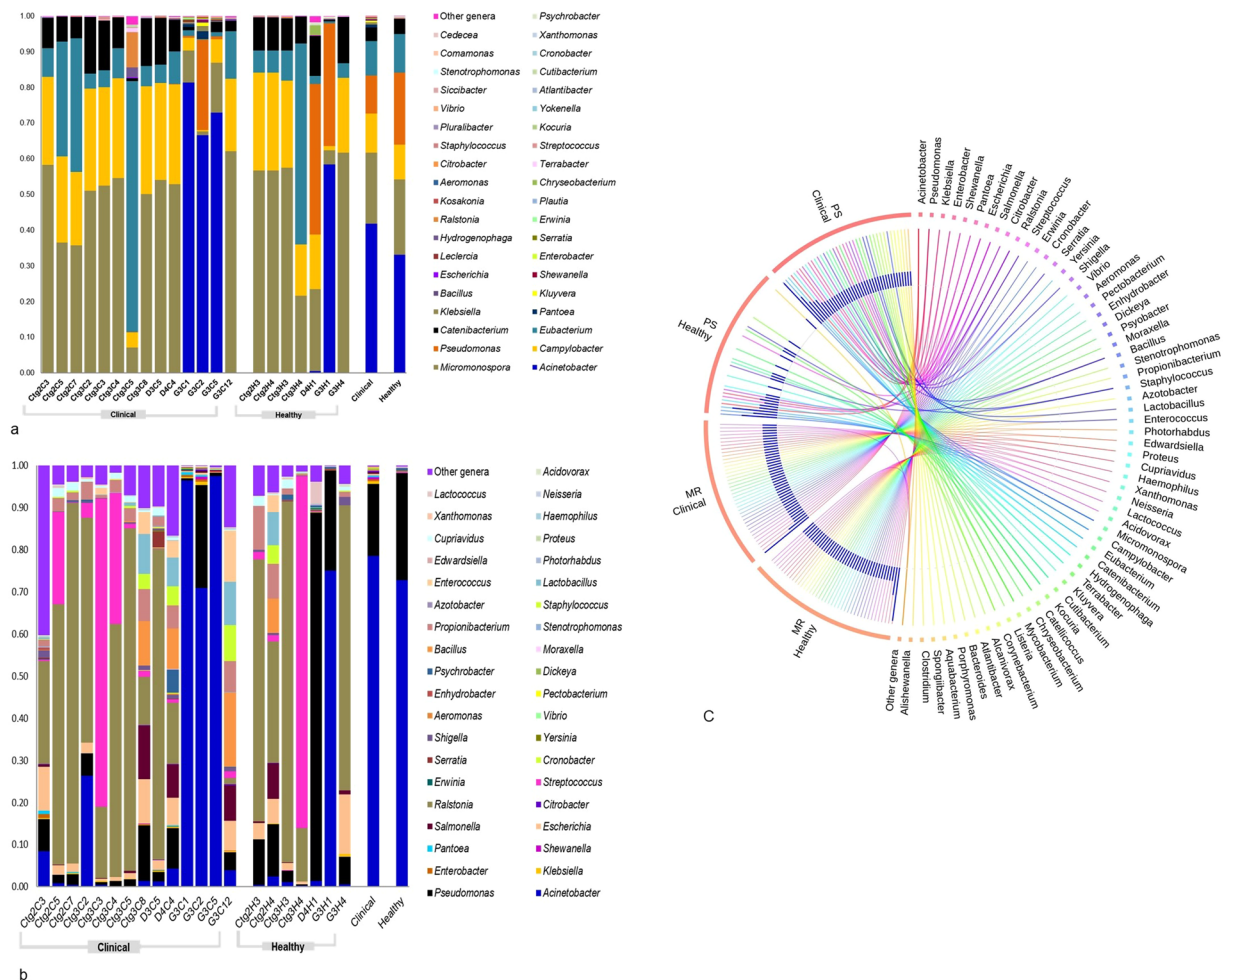 1.00
0.90
0.80
0.70
0.60
0.50
0.40
0.30
0.20
0.10
0.00
Ctg2C3
Ctg2C5
Ctg2C7
Ctg3C2
Ctg3C3
Ctg3C4
Ctg3C5
Ctg3C8
D3C5
D4C4
G3C1
G3C2
G3C5
G3C12
Ctg2H3
Ctg2H4
Ctg3H3
Ctg3H4
D4H1
G3H1
G3H4
Clinical
Healthy
Clinical
Healthy
a
Other genera
Psychrobacter
Cedecea
Xanthomonas
Comamonas
Cronobacter
Stenotrophomonas
Cutibacterium
Siccibacter
Atlantibacter
Vibrio
Yokenella
Pluralibacter
Kocuria
Staphylococcus
Streptococcus
Citrobacter
Terrabacter
Aeromonas
Chryseobacterium
Kosakonia
Plautia
Ralstonia
Erwinia
Hydrogenophaga
Serratia
Leclercia
Enterobacter
Escherichia
Shewanella
Bacillus
Kluyvera
Klebsiella
Pantoea
Catenibacterium
Eubacterium
Pseudomonas
Campylobacter
Micromonospora
Acinetobacter
1.00
0.90
0.80
0.70
0.60
0.50
0.40
0.30
0.20
0.10
0.00
Ctg2C3
Ctg2C5
Ctg2C7
Ctg3C2
Ctg3C3
Ctg3C4
Ctg3C5
Ctg3C8
D3C5
D4C4
G3C1
G3C2
G3C5
G3C12
Ctg2H3
Ctg2H4
Ctg3H3
Ctg3H4
D4H1
G3H1
G3H4
Clinical
Healthy
Clinical
Healthy
b
Other genera
Acidovorax
Lactococcus
Neisseria
Xanthomonas
Haemophilus
Cupriavidus
Proteus
Edwardsiella
Photorhabdus
Enterococcus
Lactobacillus
Azotobacter
Staphylococcus
Propionibacterium
Stenotrophomonas
Bacillus
Moraxella
Psychrobacter
Dickeya
Enhydrobacter
Pectobacterium
Aeromonas
Vibrio
Shigella
Yersinia
Serratia
Cronobacter
Erwinia
Streptococcus
Ralstonia
Citrobacter
Salmonella
Escherichia
Pantoea
Shewanella
Enterobacter
Klebsiella
Pseudomonas
Acinetobacter
PS
Clinical
PS
Healthy
MR
Clinical
MR
Healthy
Acinetobacter
Pseudomonas
Klebsiella
Enterobacter
Shewanella
Pantoea
Escherichia
Salmonella
Citrobacter
Ralstonia
Streptococcus
Erwinia
Cronobacter
Serratia
Yersinia
Shigella
Vibrio
Aeromonas
Pectobacterium
Enhydrobacter
Dickeya
Psyobacter
Moraxella
Bacillus
Stenotrophomonas
Propionibacterium
Staphylococcus
Azotobacter
Lactobacillus
Enterococcus
Photorhabdus
Edwardsiella
Proteus
Cupriavidus
Haemophilus
Xanthomonas
Neisseria
Lactococcus
Acidovorax
Micromonospora
Campylobacter
Eubacterium
Catenibacterium
Hydrogenophaga
Terrabacter
Cutibacterium
Kluyvera
Kocuria
Catellicoccus
Chryseobacterium
Mycobacterium
Listeria
Corynebacterium
Alcanivorax
Atlantibacter
Bacteroides
Porphyromonas
Aquabacterium
Spongiibacter
Clostridium
Alishewanella
Other genera
C